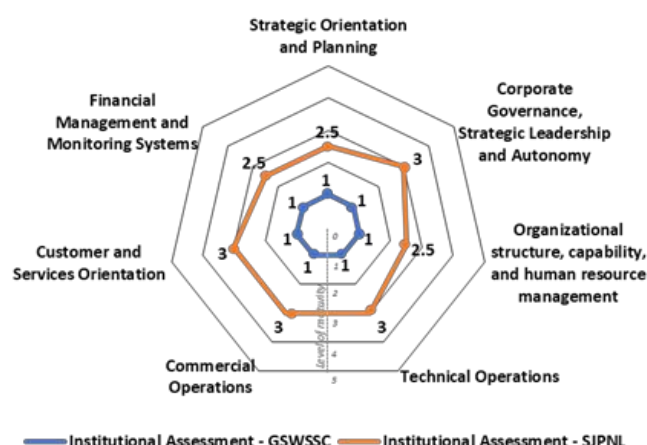 Strategic Orientation
and Planning
Corporate
Governance,
Strategic Leadership
and Autonomy
Financial
Management and
Monitoring Systems
2.5
3
2.5
1
1
1
Organizational
structure, capability,
and human resource
management
Customer and
Services Orientation
3
1
0
1
2.5
1
1
1
2
3
4
5
Level of maturity
3
3
Commercial
Operations
Technical Operations
Institutional Assessment - GSWSSC
Institutional Assessment - SJPNL